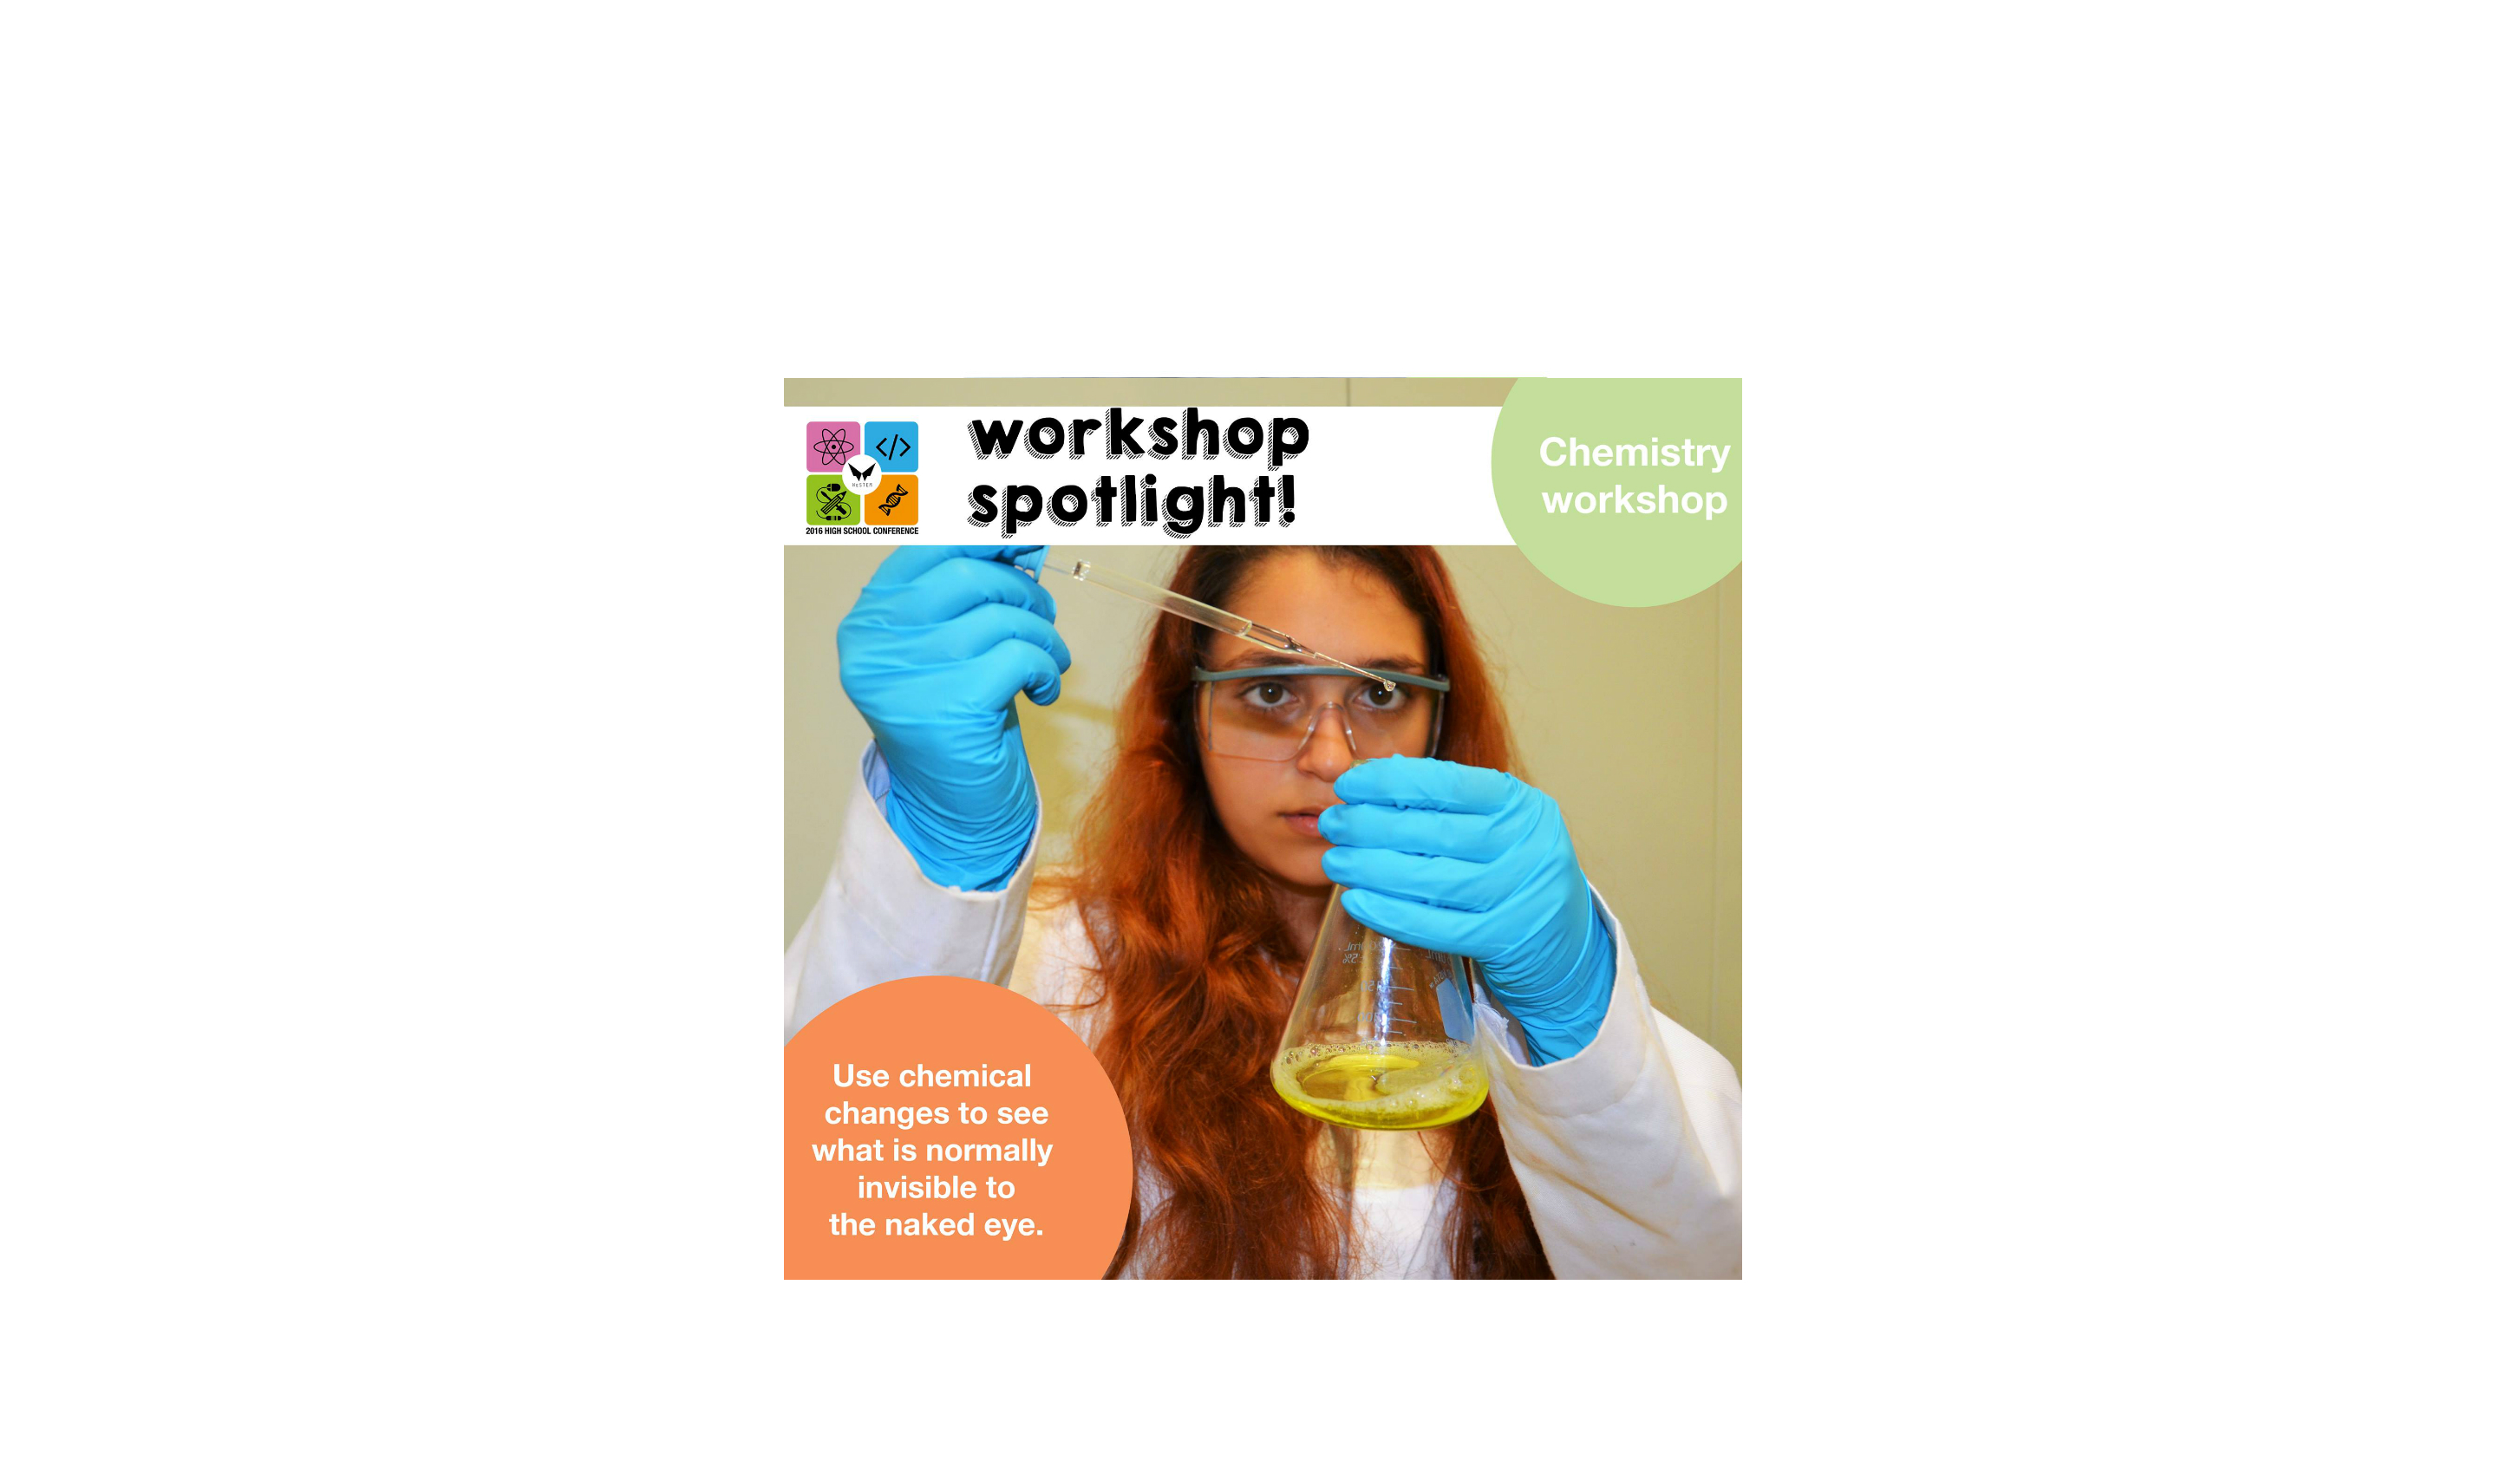 workshop
spotlight!
Chemistry
workshop
</>
WiSTEM
2016 HIGH SCHOOL CONFERENCE
Use chemical
changes to see
what is normally
invisible to
the naked eye.